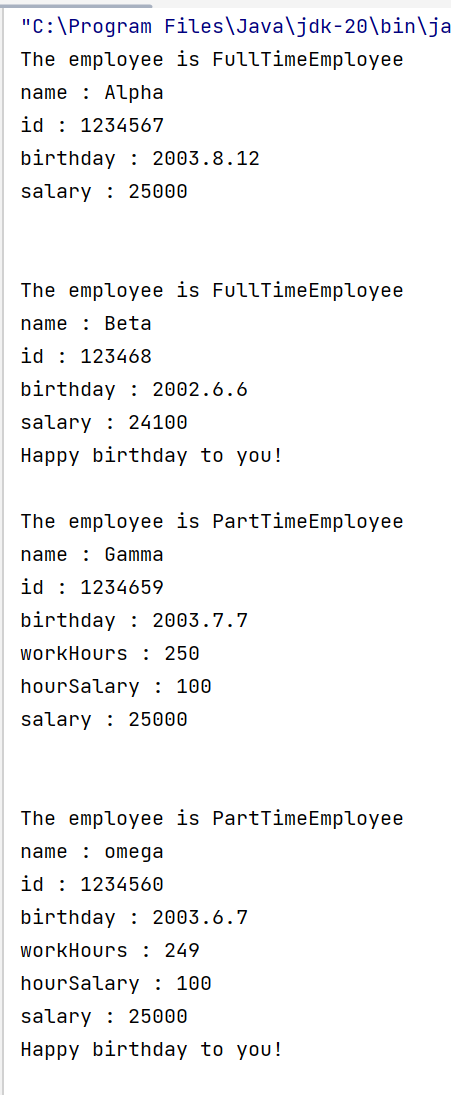 "C:\Program Files\Java\jdk-20\bin\ja
The employee is FullTimeEmployee
name : Alpha
id : 1234567
birthday : 2003.8.12
salary : 25000
The employee is FullTimeEmployee
name : Beta
id : 123468
birthday : 2002.6.6
salary : 24100
Happy birthday to you!
The employee is PartTimeEmployee
name : Gamma
id : 1234659
birthday : 2003.7.7
workHours : 250
hourSalary : 100
salary : 25000
The employee is PartTimeEmployee
name : omega
id : 1234560
birthday : 2003.6.7
workHours : 249
hourSalary : 100
salary : 25000
Happy birthday to you!